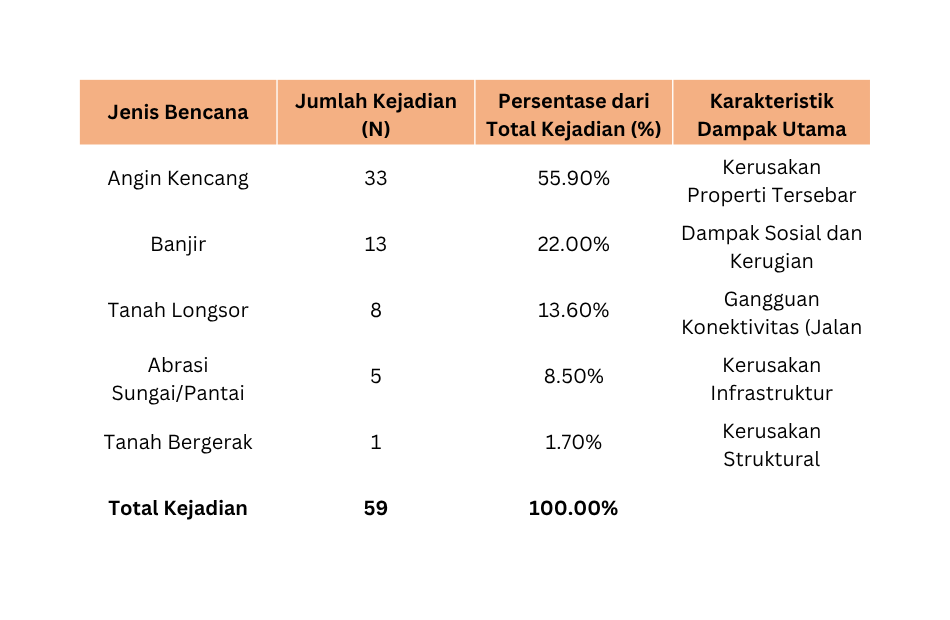 Jenis Bencana
Jumlah Kejadian
(N)
Persentase dari
Total Kejadian (%)
Karakteristik
Dampak Utama
Angin Kencang
33
55.90%
Kerusakan
Properti Tersebar
Banjir
13
22.00%
Dampak Sosial dan
Kerugian
Tanah Longsor
8
13.60%
Gangguan
Konektivitas (Jalan
Abrasi
Sungai/Pantai
5
8.50%
Kerusakan
Infrastruktur
Tanah Bergerak
1
1.70%
Kerusakan
Struktural
Total Kejadian
59
100.00%